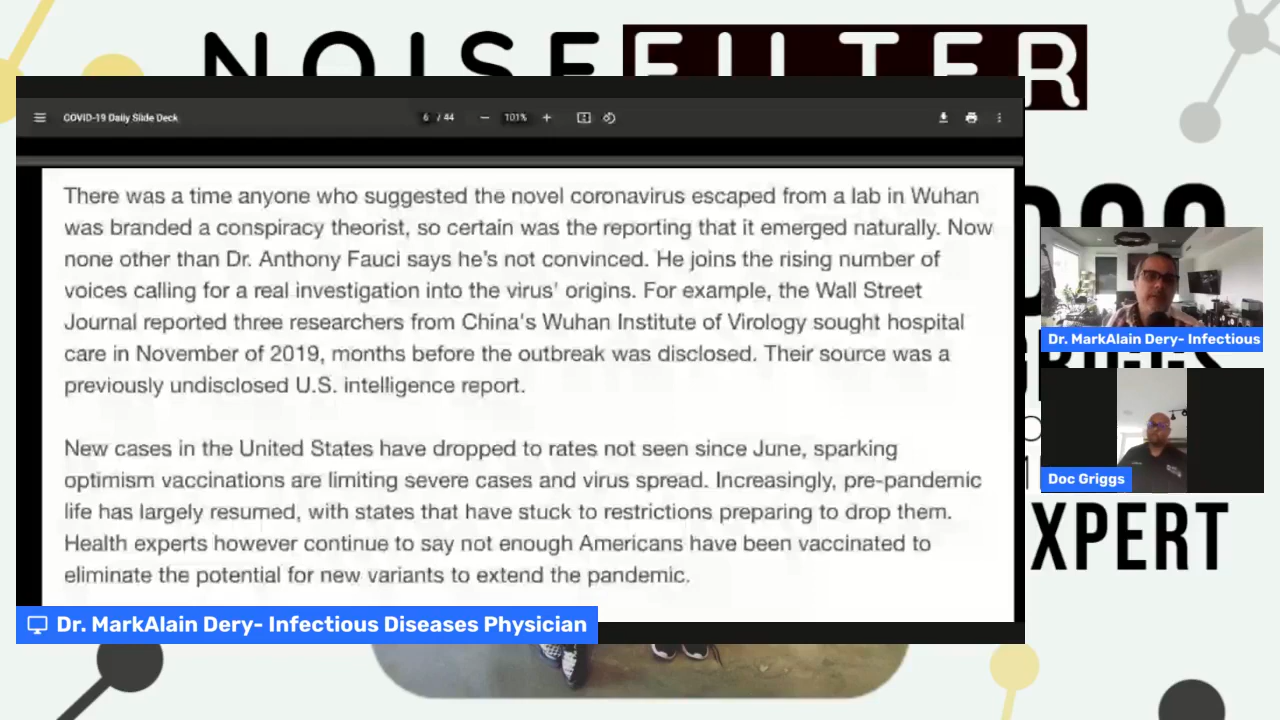 NOISE FILTER
COVID-19 Daily Slide Deck
6 / 44
101%
There was a time anyone who suggested the novel coronavirus escaped from a lab in Wuhan
was branded a conspiracy theorist, so certain was the reporting that it emerged naturally. Now
none other than Dr. Anthony Fauci says he's not convinced. He joins the rising number of
voices calling for a real investigation into the virus' origins. For example, the Wall Street
Journal reported three researchers from China's Wuhan Institute of Virology sought hospital
care in November of 2019, months before the outbreak was disclosed. Their source was a
previously undisclosed U.S. intelligence report.
New cases in the United States have dropped to rates not seen since June, sparking
optimism vaccinations are limiting severe cases and virus spread. Increasingly, pre-pandemic
life has largely resumed, with states that have stuck to restrictions preparing to drop them.
Health experts however continue to say not enough Americans have been vaccinated to
eliminate the potential for new variants to extend the pandemic.
Dr. MarkAlain Dery- Infectious Diseases Physician
Dr. MarkAlain Dery- Infectious
Doc Griggs
XPERT